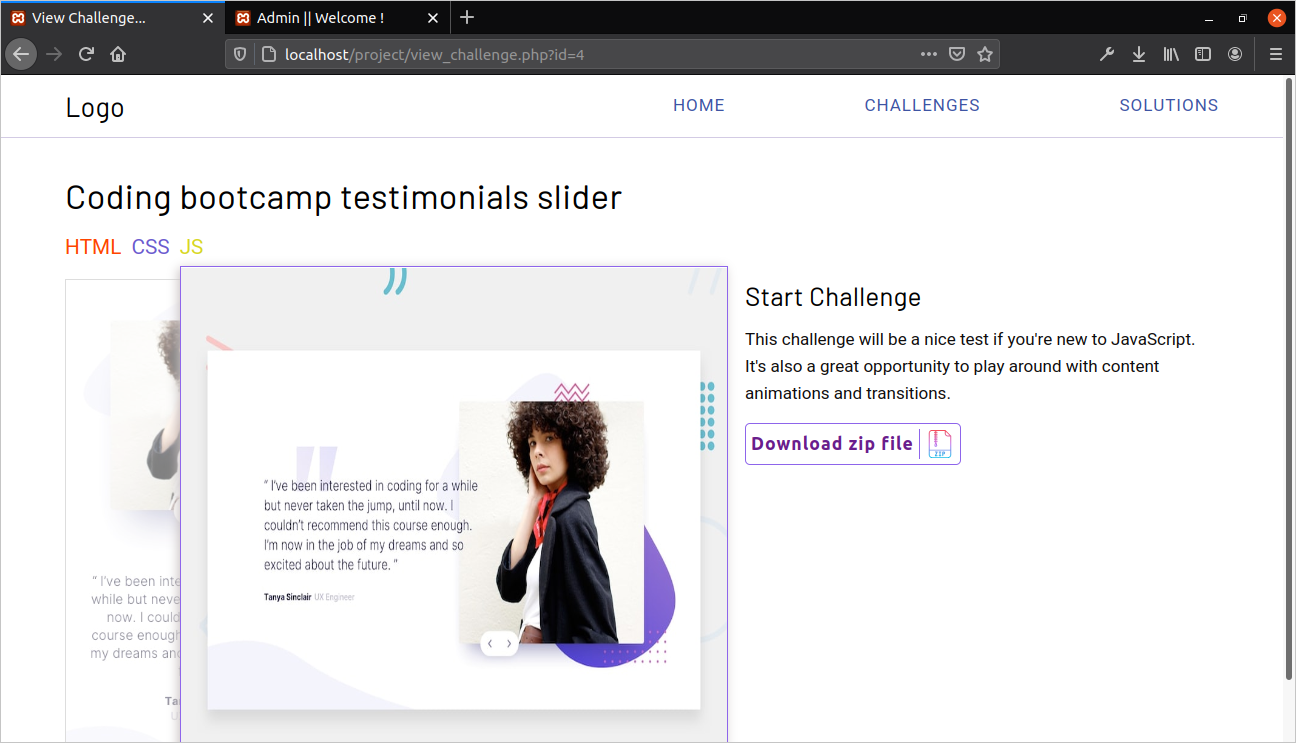 View Challenge...
Admin || Welcome !
localhost/project/view_challenge.php?id=4
Logo
HOME
CHALLENGES
SOLUTIONS
Coding bootcamp testimonials slider
HTML CSS JS
“ I’ve been inte
while but neve
now. I could
course enough
my dreams and
Ta
U
“ I’ve been interested in coding for a while
but never taken the jump, until now. I
couldn’t recommend this course enough.
I’m now in the job of my dreams and so
excited about the future. ”
Tanya Sinclair UX Engineer
Start Challenge
This challenge will be a nice test if you're new to JavaScript.
It's also a great opportunity to play around with content
animations and transitions.
Download zip file
ZIP